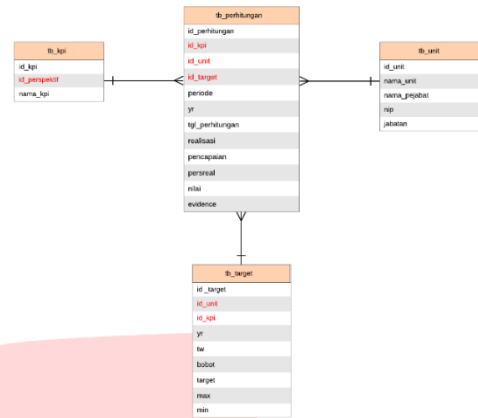 tb_perhitungan
id_perhitungan
id_kpi
id_unit
id_target
periode
yr
tgl_perhitungan
realisasi
pencapaian
persreal
nilai
evidence
tb_kpi
id_kpi
id_perspektif
nama_kpi
tb_unit
id_unit
nama_unit
nama_pejabat
nip
jabatan
tb_target
id _target
id_unit
id_kpi
yr
tw
bobot
target
max
min